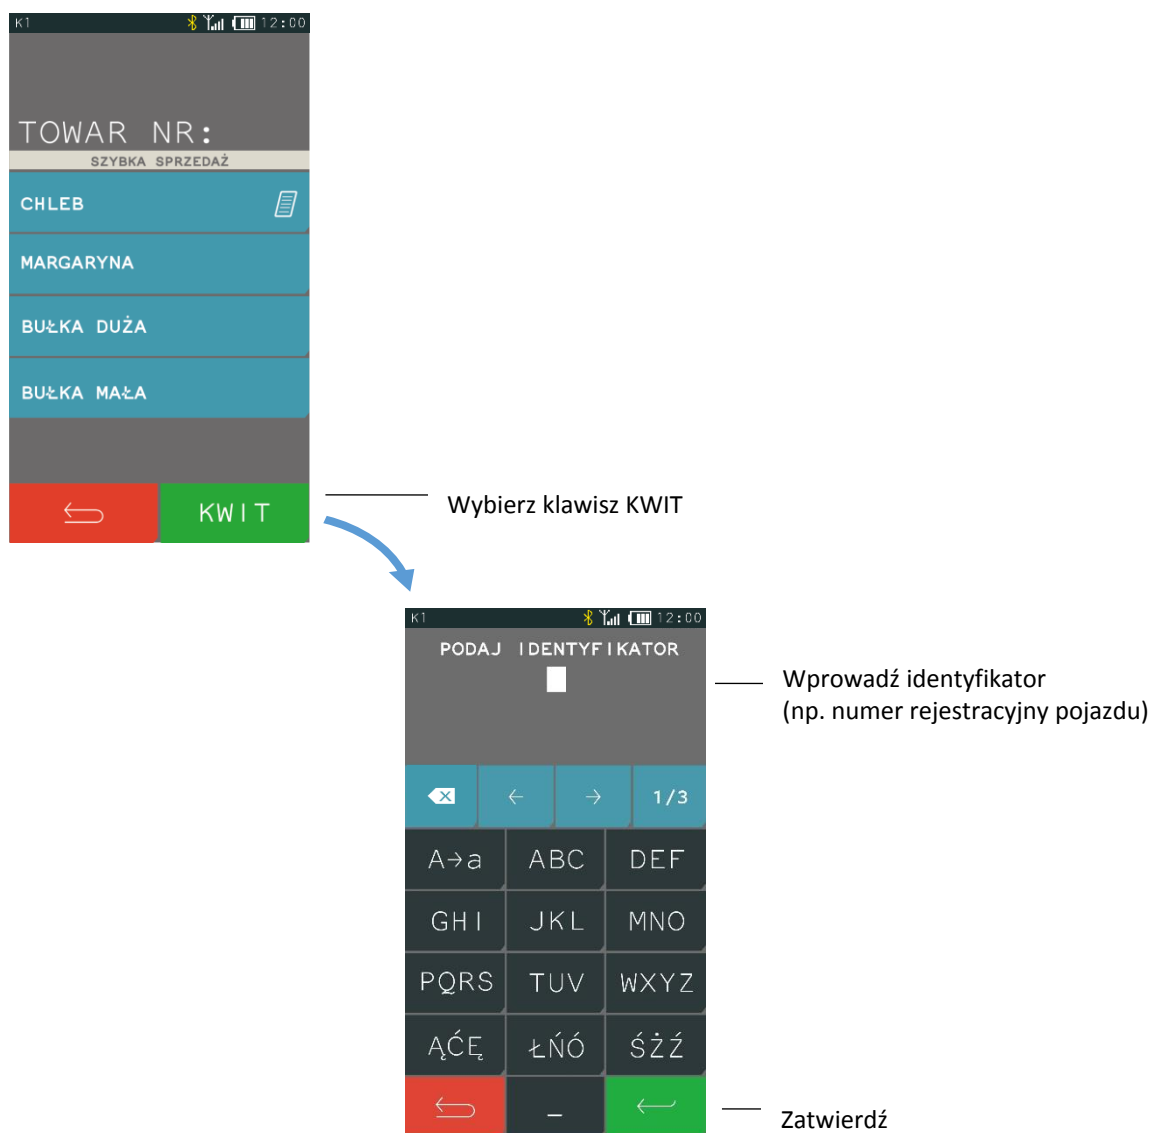 K1 12:00
TOWAR NR:
SZYBKA SPRZEDAŻ
CHLEB
MARGARYNA
BUŁKA DUŻA
BUŁKA MAŁA
KWIT
Wybierz klawisz KWIT
K1 12:00
PODAJ IDENTYFIKATOR
Wprowadź identyfikator
(np. numer rejestracyjny pojazdu)
← → 1/3
A→a ABC DEF
GHI JKL MNO
PQRS TUV WXYZ
ĄĆĘ ŁŃÓ ŚŻŹ
_
Zatwierdź